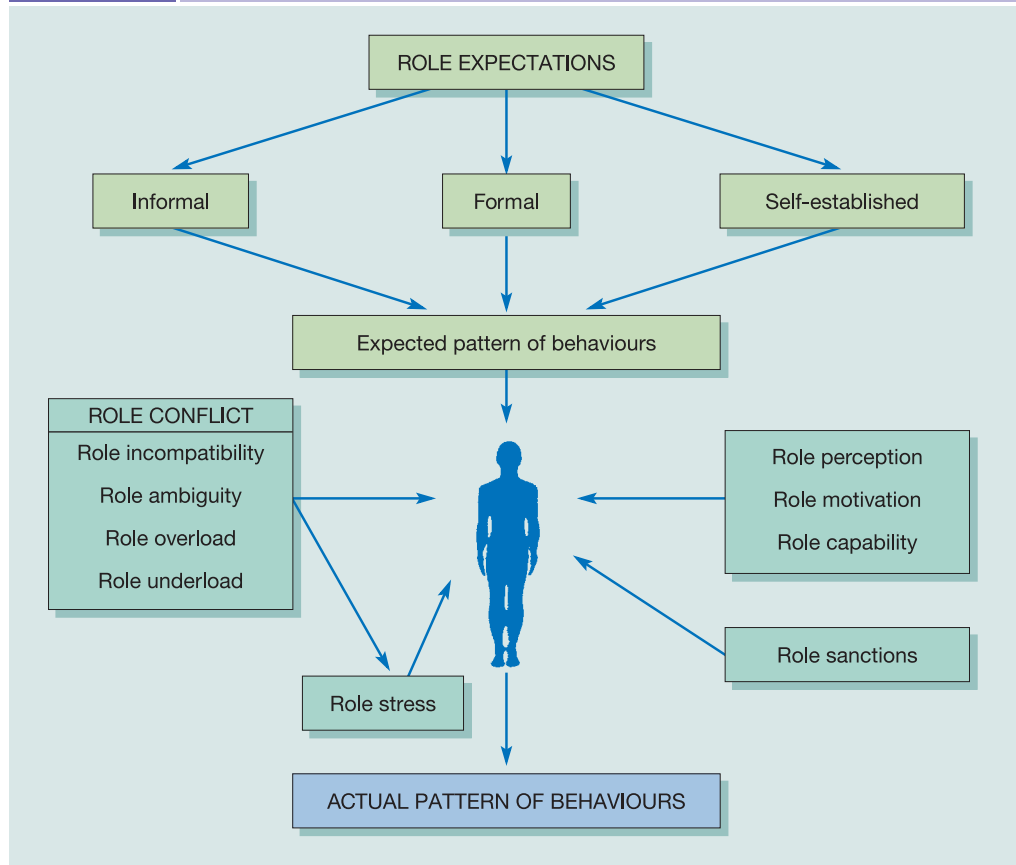 ROLE EXPECTATIONS
Informal
Formal
Self-established
Expected pattern of behaviours
ROLE CONFLICT
Role incompatibility
Role ambiguity
Role overload
Role underload
Role perception
Role motivation
Role capability
Role sanctions
Role stress
ACTUAL PATTERN OF BEHAVIOURS